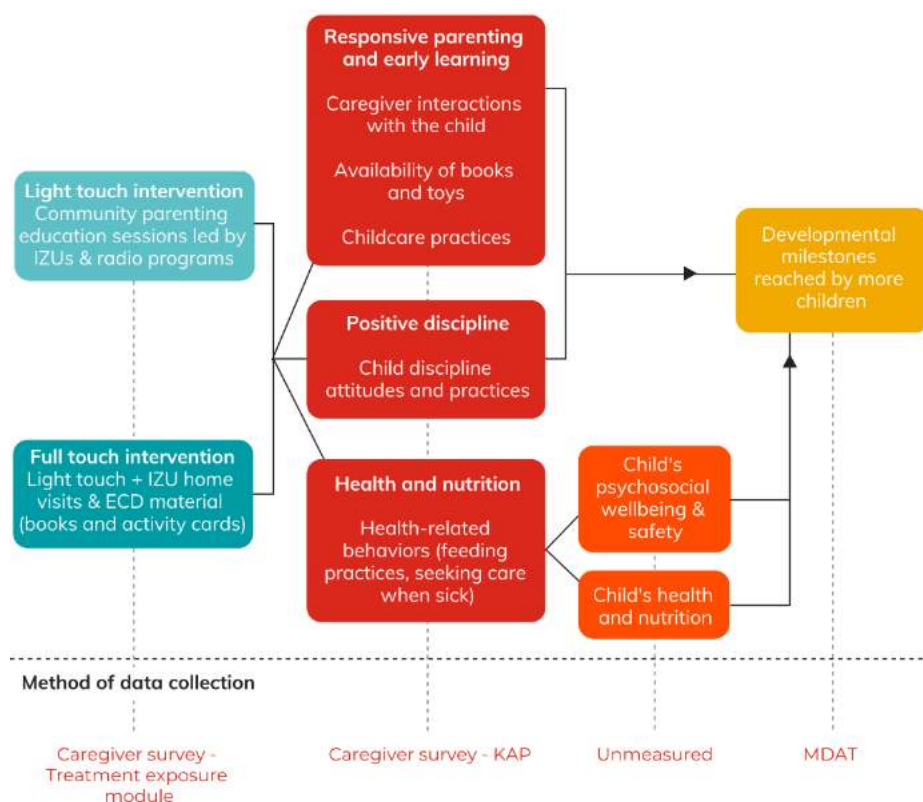 Responsive parenting
and early learning
Caregiver interactions
with the child
Availability of books
and toys
Childcare practices
Light touch intervention
Community parenting
education sessions led by
IZUs & radio programs
Developmental
milestones
reached by more
children
Positive discipline
Child discipline
attitudes and practices
Full touch intervention
Light touch + IZU home
visits & ECD material
(books and activity cards)
Health and nutrition
Health-related
behaviors (feeding
practices, seeking care
when sick)
Child's
psychosocial
wellbeing &
safety
Child's health
and nutrition
Method of data collection
Caregiver survey -
Treatment exposure
module
Caregiver survey - KAP
Unmeasured
MDAT